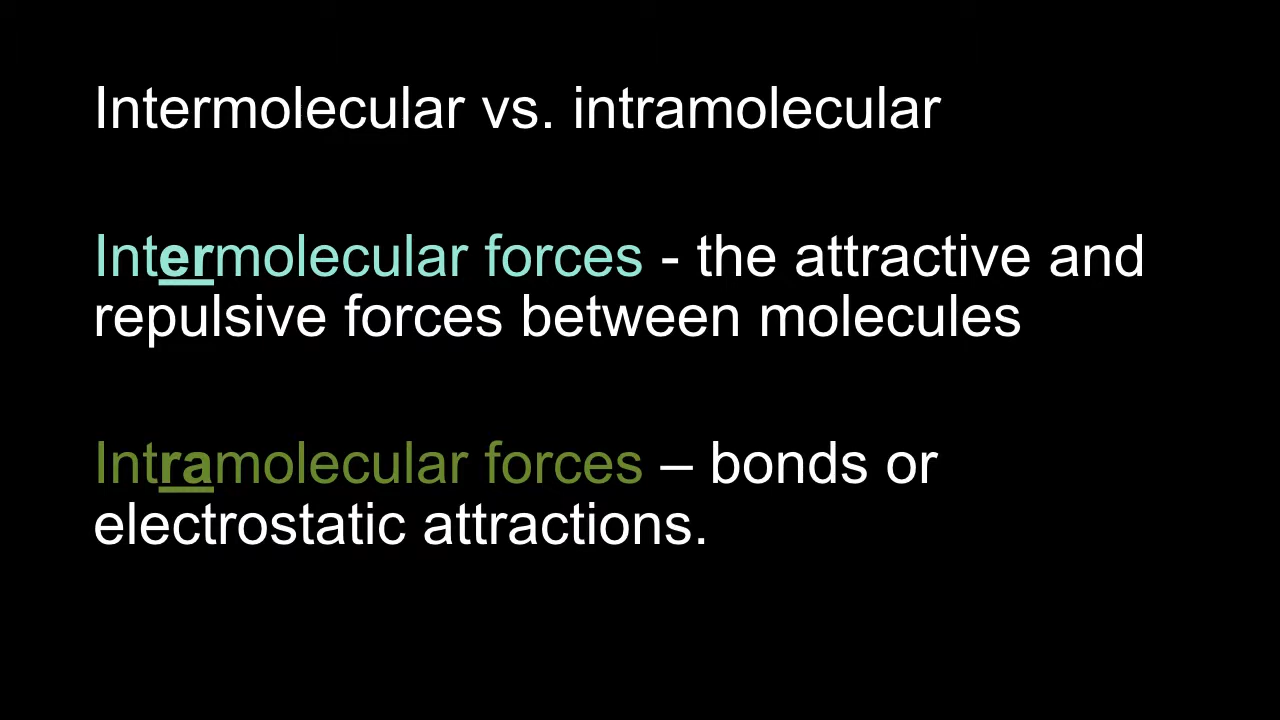 Intermolecular vs. intramolecular
Intermolecular forces - the attractive and
repulsive forces between molecules
Intramolecular forces – bonds or
electrostatic attractions.